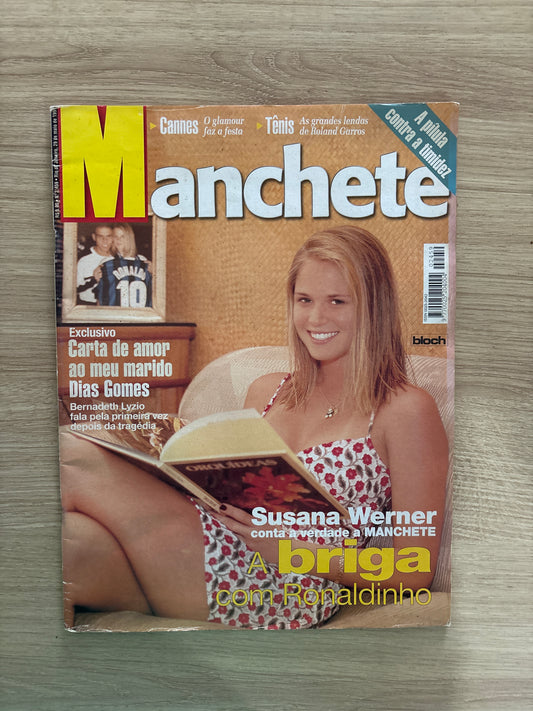 Cannes O glamour
faz a festa
Tênis As grandes lendas
de Roland Garros
A pílula
contra a timidez
Manchete
RONALDO
10
Exclusivo
Carta de amor
ao meu marido
Dias Gomes
Bernadeth Lyzio
fala pela primeira vez
depois da tragédia
02459
bloch
ORQUÍDEAS
Susana Werner
conta a verdade a MANCHETE
A briga
com Ronaldinho